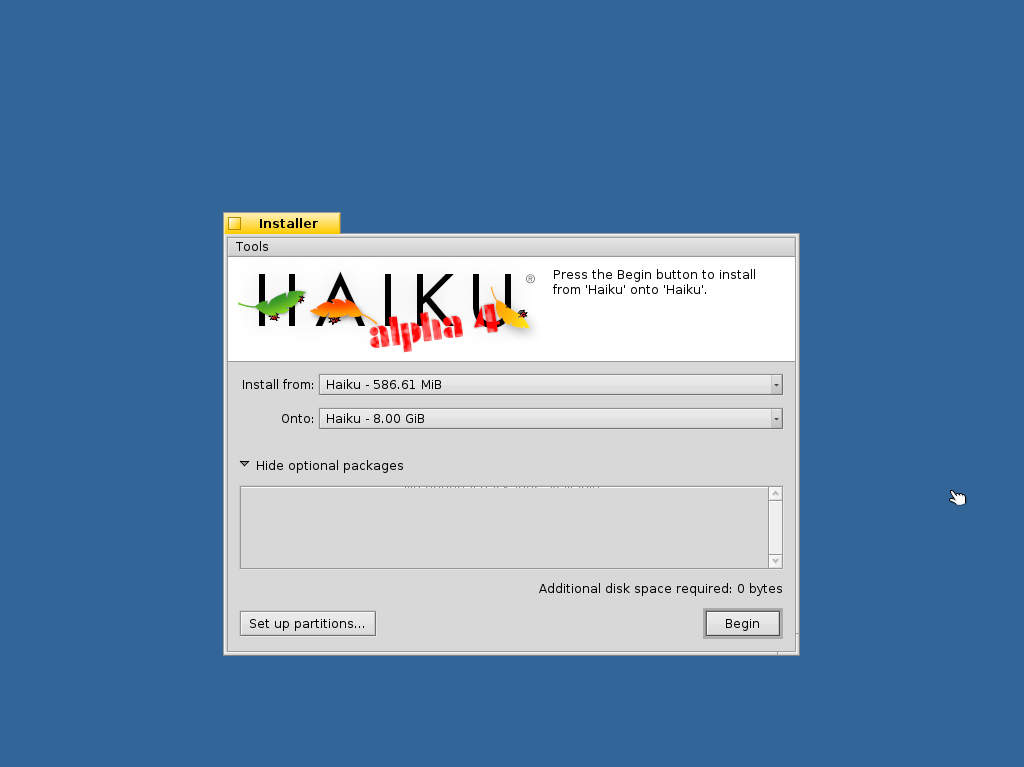 Installer
Tools
HAIKU®
alpha 4
Press the Begin button to install
from 'Haiku' onto 'Haiku'.
Install from: Haiku - 586.61 MiB
Onto: Haiku - 8.00 GiB
Hide optional packages
Additional disk space required: 0 bytes
Set up partitions...
Begin